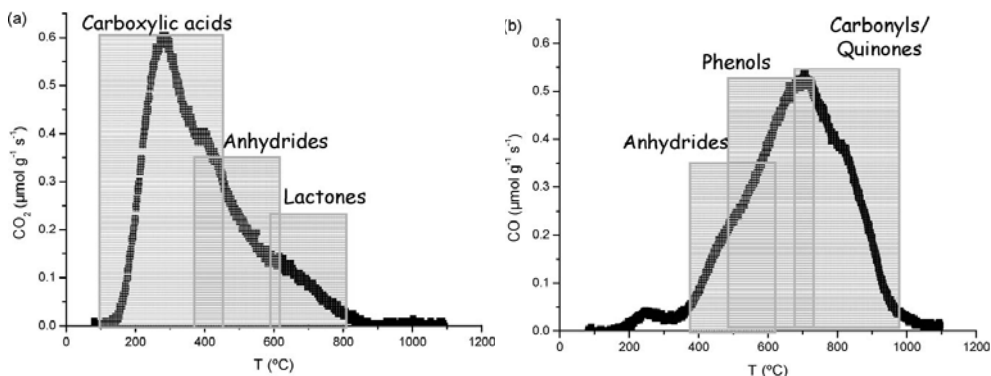 (a)
Carboxylic acids
0.6
0.5
0.4
0.3
0.2
0.1
0.0
CO₂ (μmol g⁻¹ s⁻¹)
Anhydrides
Lactones
0 200 400 600 800 1000 1200
T (ºC)
(b)
Carbonyls/
Quinones
Phenols
Anhydrides
0.6
0.5
0.4
0.3
0.2
0.1
0.0
CO (μmol g⁻¹ s⁻¹)
0 200 400 600 800 1000 1200
T (ºC)